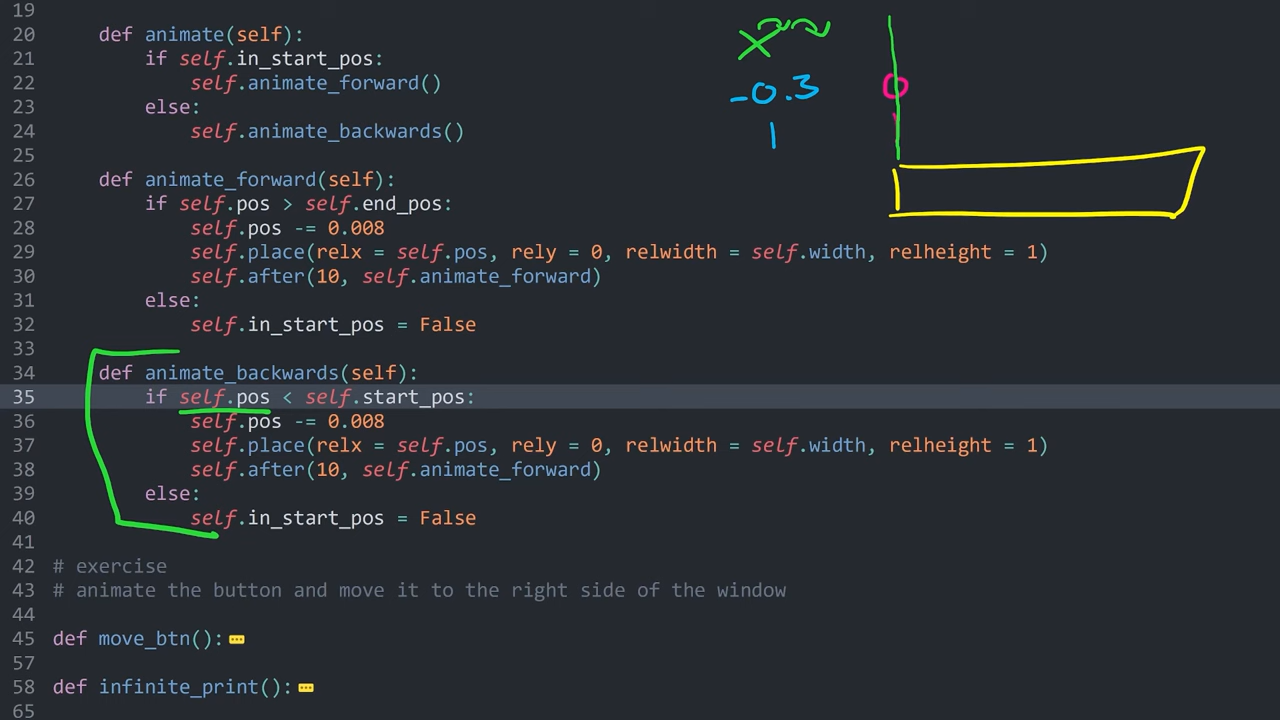 19
20 def animate(self):
21 if self.in_start_pos:
22 self.animate_forward()
23 else:
24 self.animate_backwards()
25
26 def animate_forward(self):
27 if self.pos > self.end_pos:
28 self.pos -= 0.008
29 self.place(relx = self.pos, rely = 0, relwidth = self.width, relheight = 1)
30 self.after(10, self.animate_forward)
31 else:
32 self.in_start_pos = False
33
34 def animate_backwards(self):
35 if self.pos < self.start_pos:
36 self.pos -= 0.008
37 self.place(relx = self.pos, rely = 0, relwidth = self.width, relheight = 1)
38 self.after(10, self.animate_forward)
39 else:
40 self.in_start_pos = False
41
42 # exercise
43 # animate the button and move it to the right side of the window
44
45 def move_btn():
57
58 def infinite_print():
65
X
-0.3
1
0